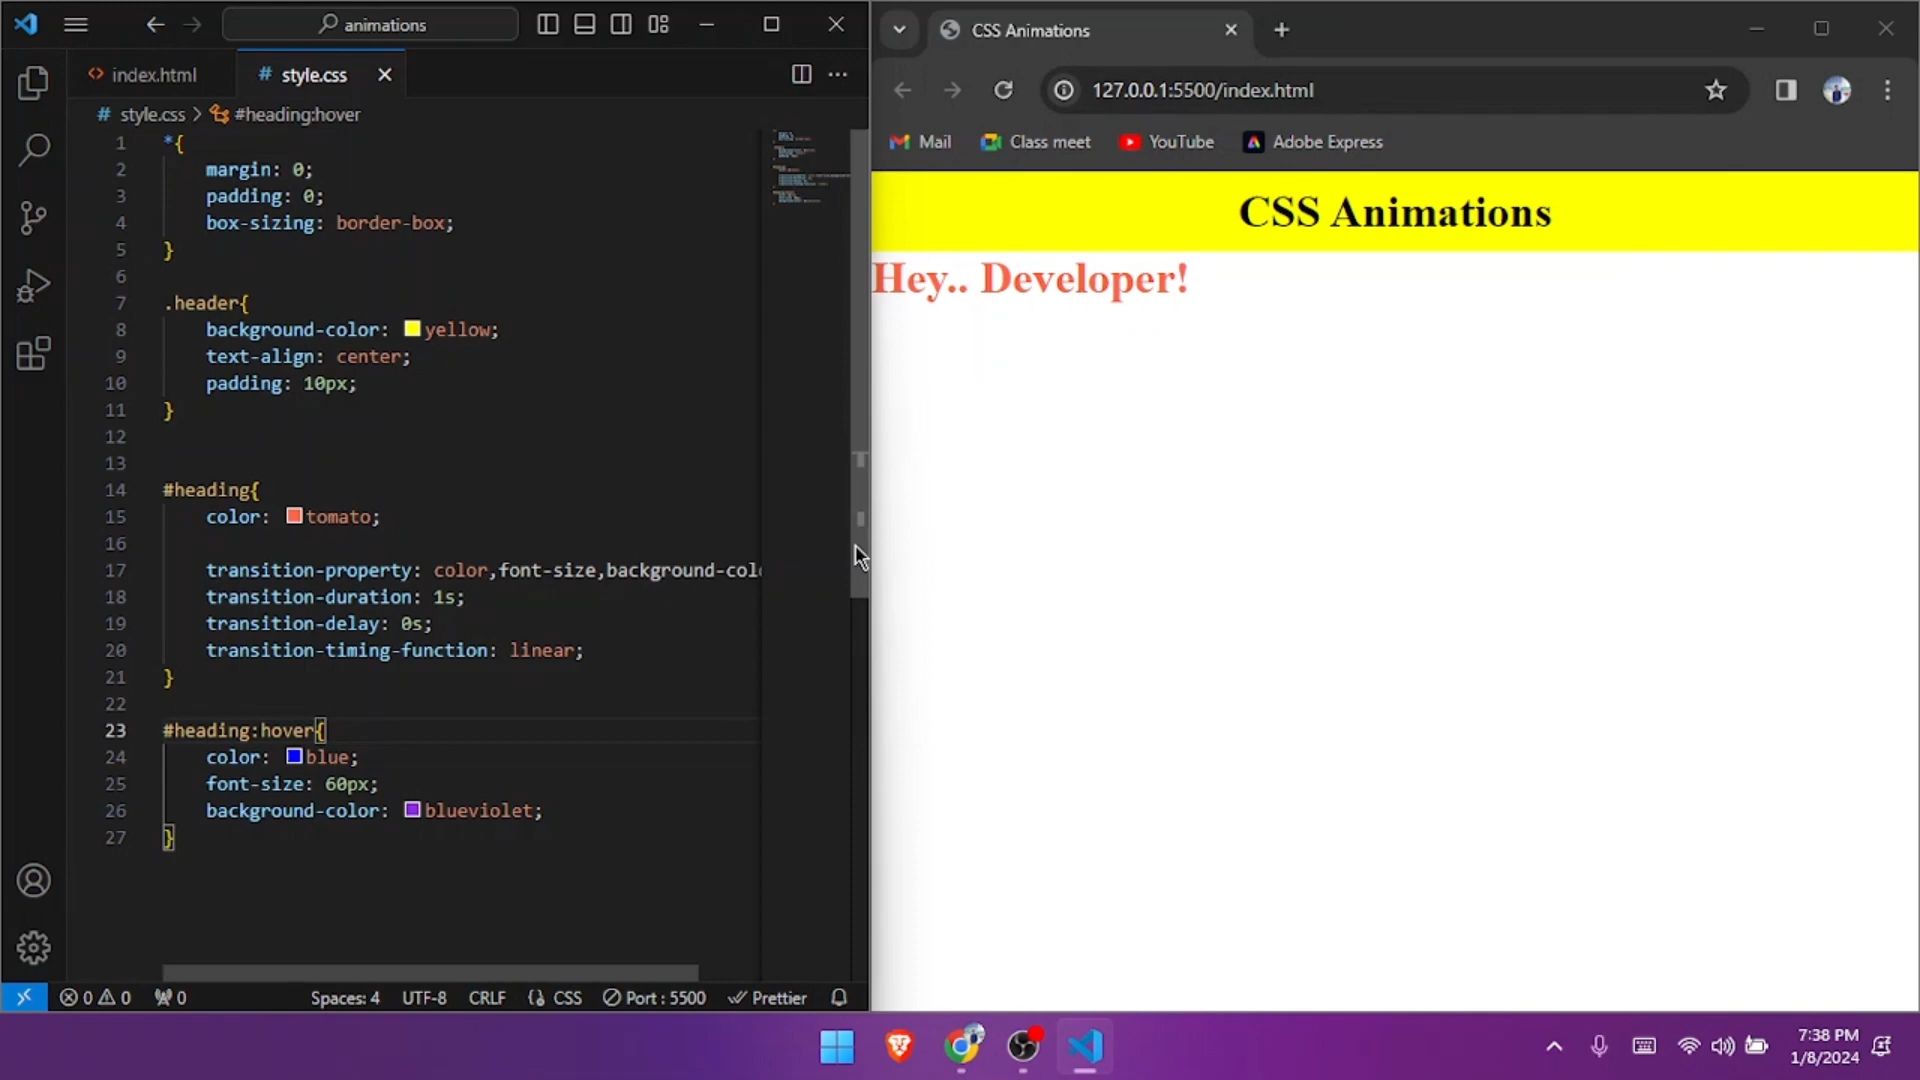 animations
index.html
# style.css
# style.css > #heading:hover
1 *{
2 margin: 0;
3 padding: 0;
4 box-sizing: border-box;
5 }
6
7 .header{
8 background-color: yellow;
9 text-align: center;
10 padding: 10px;
11 }
12
13
14 #heading{
15 color: tomato;
16
17 transition-property: color,font-size,background-col
18 transition-duration: 1s;
19 transition-delay: 0s;
20 transition-timing-function: linear;
21 }
22
23 #heading:hover{
24 color: blue;
25 font-size: 60px;
26 background-color: blueviolet;
27 }
0 0 0 Spaces: 4 UTF-8 CRLF CSS Port : 5500 Prettier
CSS Animations
127.0.0.1:5500/index.html
Mail Class meet YouTube Adobe Express
CSS Animations
Hey.. Developer!
7:38 PM
1/8/2024